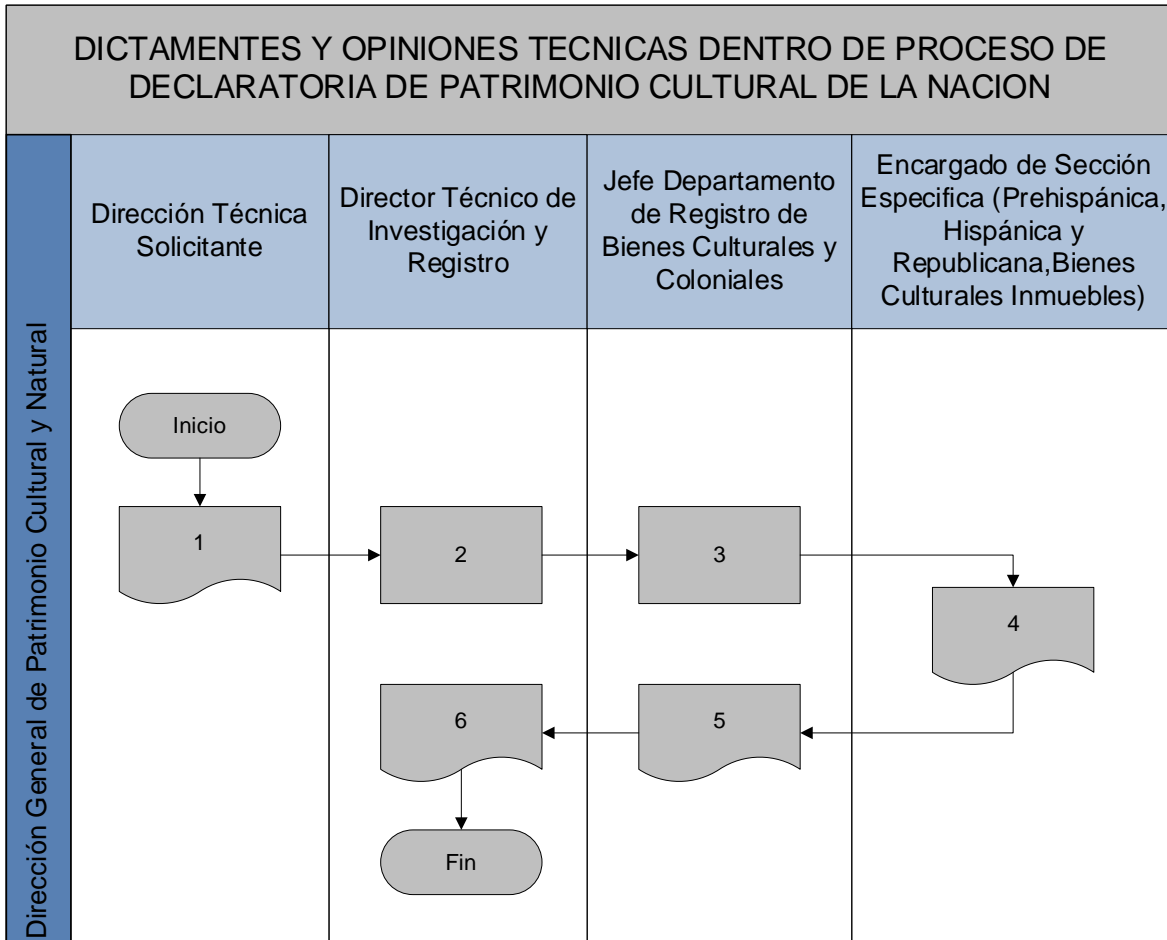 DICTAMENTES Y OPINIONES TECNICAS DENTRO DE PROCESO DE
DECLARATORIA DE PATRIMONIO CULTURAL DE LA NACION
Dirección General de Patrimonio Cultural y Natural
Dirección Técnica
Solicitante
Director Técnico de
Investigación y
Registro
Jefe Departamento
de Registro de
Bienes Culturales y
Coloniales
Encargado de Sección
Especifica (Prehispánica,
Hispánica y
Republicana,Bienes
Culturales Inmuebles)
Inicio
1
2
3
4
5
6
Fin